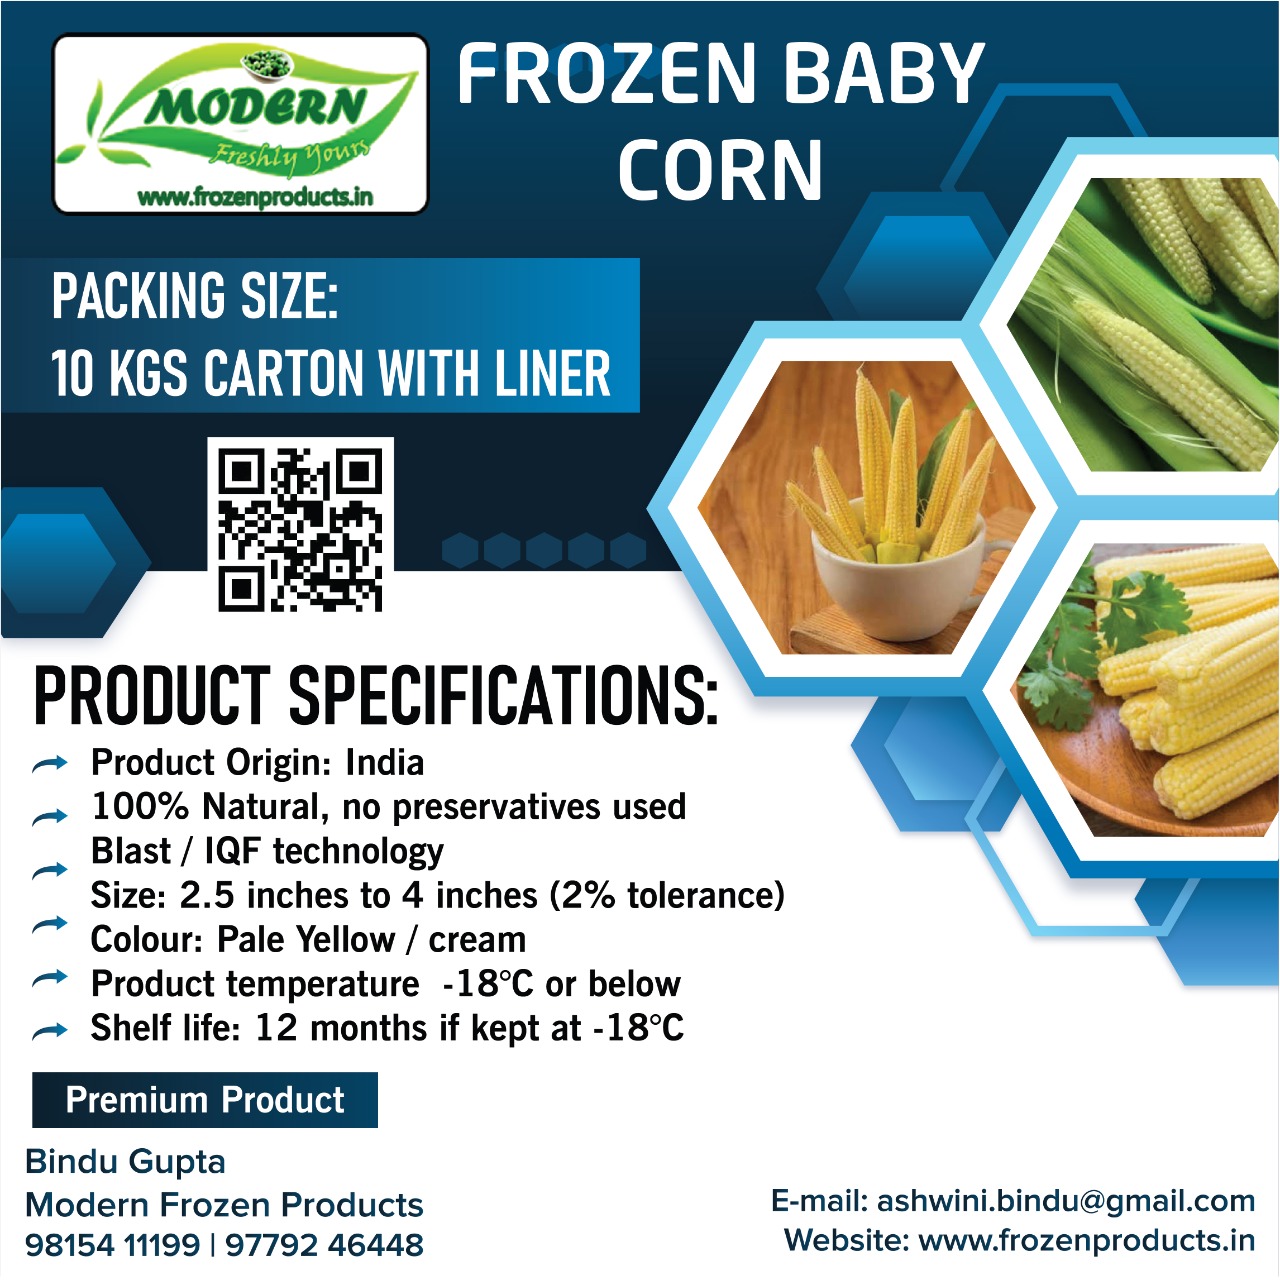 MODERN
Freshly Yours
www.frozenproducts.in
FROZEN BABY
CORN
PACKING SIZE:
10 KGS CARTON WITH LINER
PRODUCT SPECIFICATIONS:
Product Origin: India
100% Natural, no preservatives used
Blast / IQF technology
Size: 2.5 inches to 4 inches (2% tolerance)
Colour: Pale Yellow / cream
Product temperature -18°C or below
Shelf life: 12 months if kept at -18°C
Premium Product
Bindu Gupta
Modern Frozen Products
98154 11199 | 97792 46448
E-mail: ashwini.bindu@gmail.com
Website: www.frozenproducts.in